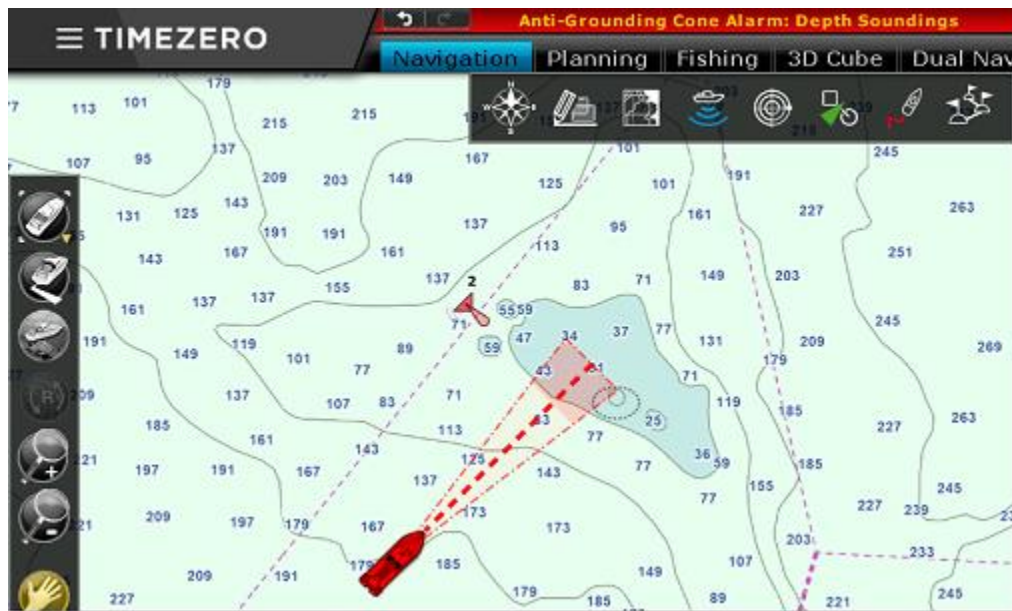 TIMEZERO
Anti-Grounding Cone Alarm: Depth Soundings
Navigation Planning Fishing 3D Cube Dual Nav
179
113 101 215 215
107 95 137 167 101 245
209 203 149 125 101 191
131 125 143 137 95 161 227 263
191 191 113 251
143 167 161
137 155 137 2 83 71 149 203
161 137 71 55 59 245
191 149 119 101 89 59 47 34 37 77 131 209 269
77 43 31 71 179
137 107 83 71 119 185 263
185 161 113 83 77 25 227
143 125 36 59
197 191 167 137 143 77 185
77 155 245
209 197 179 167 173 173 227 239
203 233
209 191 179 185 149 107
227 179 185 89 221 245